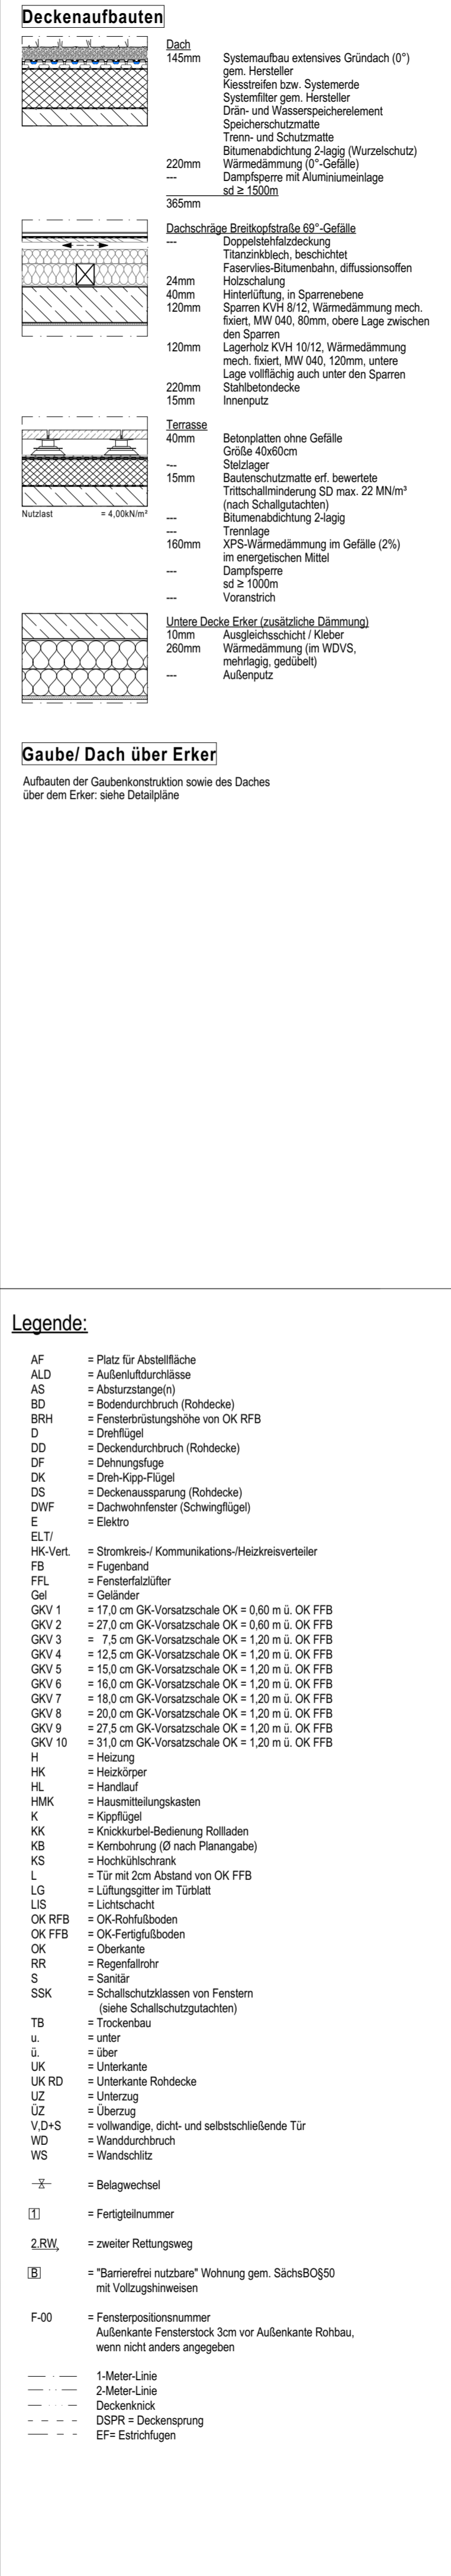 Deckenaufbauten
Dach
145mm Systemaufbau extensives Gründach (0°)
gem. Hersteller
Kiesstreifen bzw. Systemerde
Systemfilter gem. Hersteller
Drän- und Wasserspeicherelement
Speicherschutzmatte
Trenn- und Schutzmatte
Bitumenabdichtung 2-lagig (Wurzelschutz)
220mm Wärmedämmung (0°-Gefälle)
--- Dampfsperre mit Aluminiumeinlage
sd ≥ 1500m
365mm
Dachschräge Breitkopfstraße 69°-Gefälle
--- Doppelstehfalzdeckung
Titanzinkblech, beschichtet
Faservlies-Bitumenbahn, diffusionsoffen
24mm Holzschalung
40mm Hinterlüftung, in Sparrenebene
120mm Sparren KVH 8/12, Wärmedämmung mech.
fixiert, MW 040, 80mm, obere Lage zwischen
den Sparren
120mm Lagerholz KVH 10/12, Wärmedämmung
mech. fixiert, MW 040, 120mm, untere
Lage vollflächig auch unter den Sparren
220mm Stahlbetondecke
15mm Innenputz
Terrasse
40mm Betonplatten ohne Gefälle
Größe 40x60cm
--- Stelzlager
15mm Bautenschutzmatte erf. bewertete
Trittschallminderung SD max. 22 MN/m³
(nach Schallgutachten)
--- Bitumenabdichtung 2-lagig
--- Trennlage
160mm XPS-Wärmedämmung im Gefälle (2%)
im energetischen Mittel
--- Dampfsperre
sd ≥ 1000m
--- Voranstrich
Nutzlast = 4,00kN/m²
Untere Decke Erker (zusätzliche Dämmung)
10mm Ausgleichsschicht / Kleber
260mm Wärmedämmung (im WDVS,
mehrlagig, gedübelt)
--- Außenputz
Gaube/ Dach über Erker
Aufbauten der Gaubenkonstruktion sowie des Daches
über dem Erker: siehe Detailpläne
Legende:
AF = Platz für Abstellfläche
ALD = Außenluftdurchlässe
AS = Absturzstange(n)
BD = Bodendurchbruch (Rohdecke)
BRH = Fensterbrüstungshöhe von OK RFB
D = Drehflügel
DD = Deckendurchbruch (Rohdecke)
DF = Dehnungsfuge
DK = Dreh-Kipp-Flügel
DS = Deckenaussparung (Rohdecke)
DWF = Dachwohnfenster (Schwingflügel)
E = Elektro
ELT/
HK-Vert. = Stromkreis-/ Kommunikations-/Heizkreisverteiler
FB = Fugenband
FFL = Fensterfalzlüfter
Gel = Geländer
GKV 1 = 17,0 cm GK-Vorsatzschale OK = 0,60 m ü. OK FFB
GKV 2 = 27,0 cm GK-Vorsatzschale OK = 0,60 m ü. OK FFB
GKV 3 = 7,5 cm GK-Vorsatzschale OK = 1,20 m ü. OK FFB
GKV 4 = 12,5 cm GK-Vorsatzschale OK = 1,20 m ü. OK FFB
GKV 5 = 15,0 cm GK-Vorsatzschale OK = 1,20 m ü. OK FFB
GKV 6 = 16,0 cm GK-Vorsatzschale OK = 1,20 m ü. OK FFB
GKV 7 = 18,0 cm GK-Vorsatzschale OK = 1,20 m ü. OK FFB
GKV 8 = 20,0 cm GK-Vorsatzschale OK = 1,20 m ü. OK FFB
GKV 9 = 27,5 cm GK-Vorsatzschale OK = 1,20 m ü. OK FFB
GKV 10 = 31,0 cm GK-Vorsatzschale OK = 1,20 m ü. OK FFB
H = Heizung
HK = Heizkörper
HL = Handlauf
HMK = Hausmitteilungskasten
K = Kippflügel
KK = Knickkurbel-Bedienung Rollladen
KB = Kernbohrung (Ø nach Planangabe)
KS = Hochkühlschrank
L = Tür mit 2cm Abstand von OK FFB
LG = Lüftungsgitter im Türblatt
LIS = Lichtschacht
OK RFB = OK-Rohfußboden
OK FFB = OK-Fertigfußboden
OK = Oberkante
RR = Regenfallrohr
S = Sanitär
SSK = Schallschutzklassen von Fenstern
(siehe Schallschutzgutachten)
TB = Trockenbau
u. = unter
ü. = über
UK = Unterkante
UK RD = Unterkante Rohdecke
UZ = Unterzug
ÜZ = Überzug
V,D+S = vollwandige, dicht- und selbstschließende Tür
WD = Wanddurchbruch
WS = Wandschlitz
= Belagwechsel
1 = Fertigteilnummer
2.RW = zweiter Rettungsweg
B = "Barrierefrei nutzbare" Wohnung gem. SächsBO§50
mit Vollzugshinweisen
F-00 = Fensterpositionsnummer
Außenkante Fensterstock 3cm vor Außenkante Rohbau,
wenn nicht anders angegeben
1-Meter-Linie
2-Meter-Linie
Deckenknick
DSPR = Deckensprung
EF= Estrichfugen